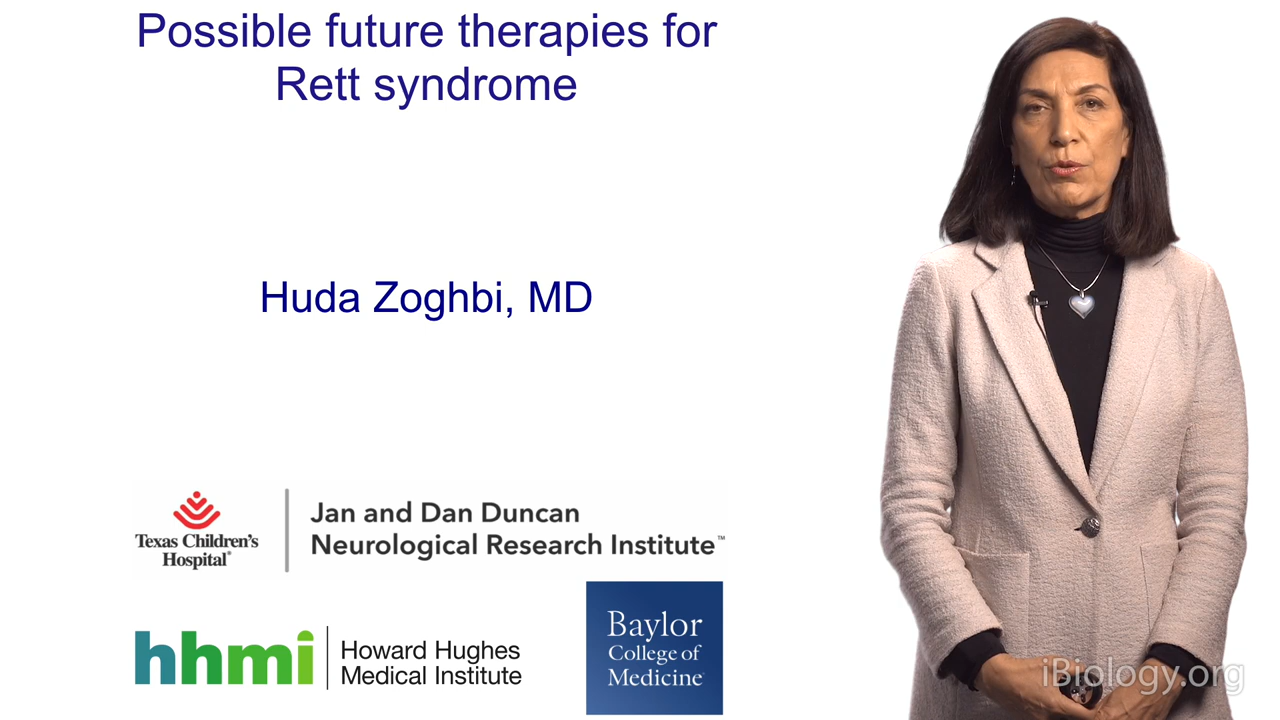 Possible future therapies for
Rett syndrome
Huda Zoghbi, MD
Texas Children's
Hospital®
Jan and Dan Duncan
Neurological Research Institute™
hhmi
Howard Hughes
Medical Institute
Baylor
College of
Medicine
iBiology.org